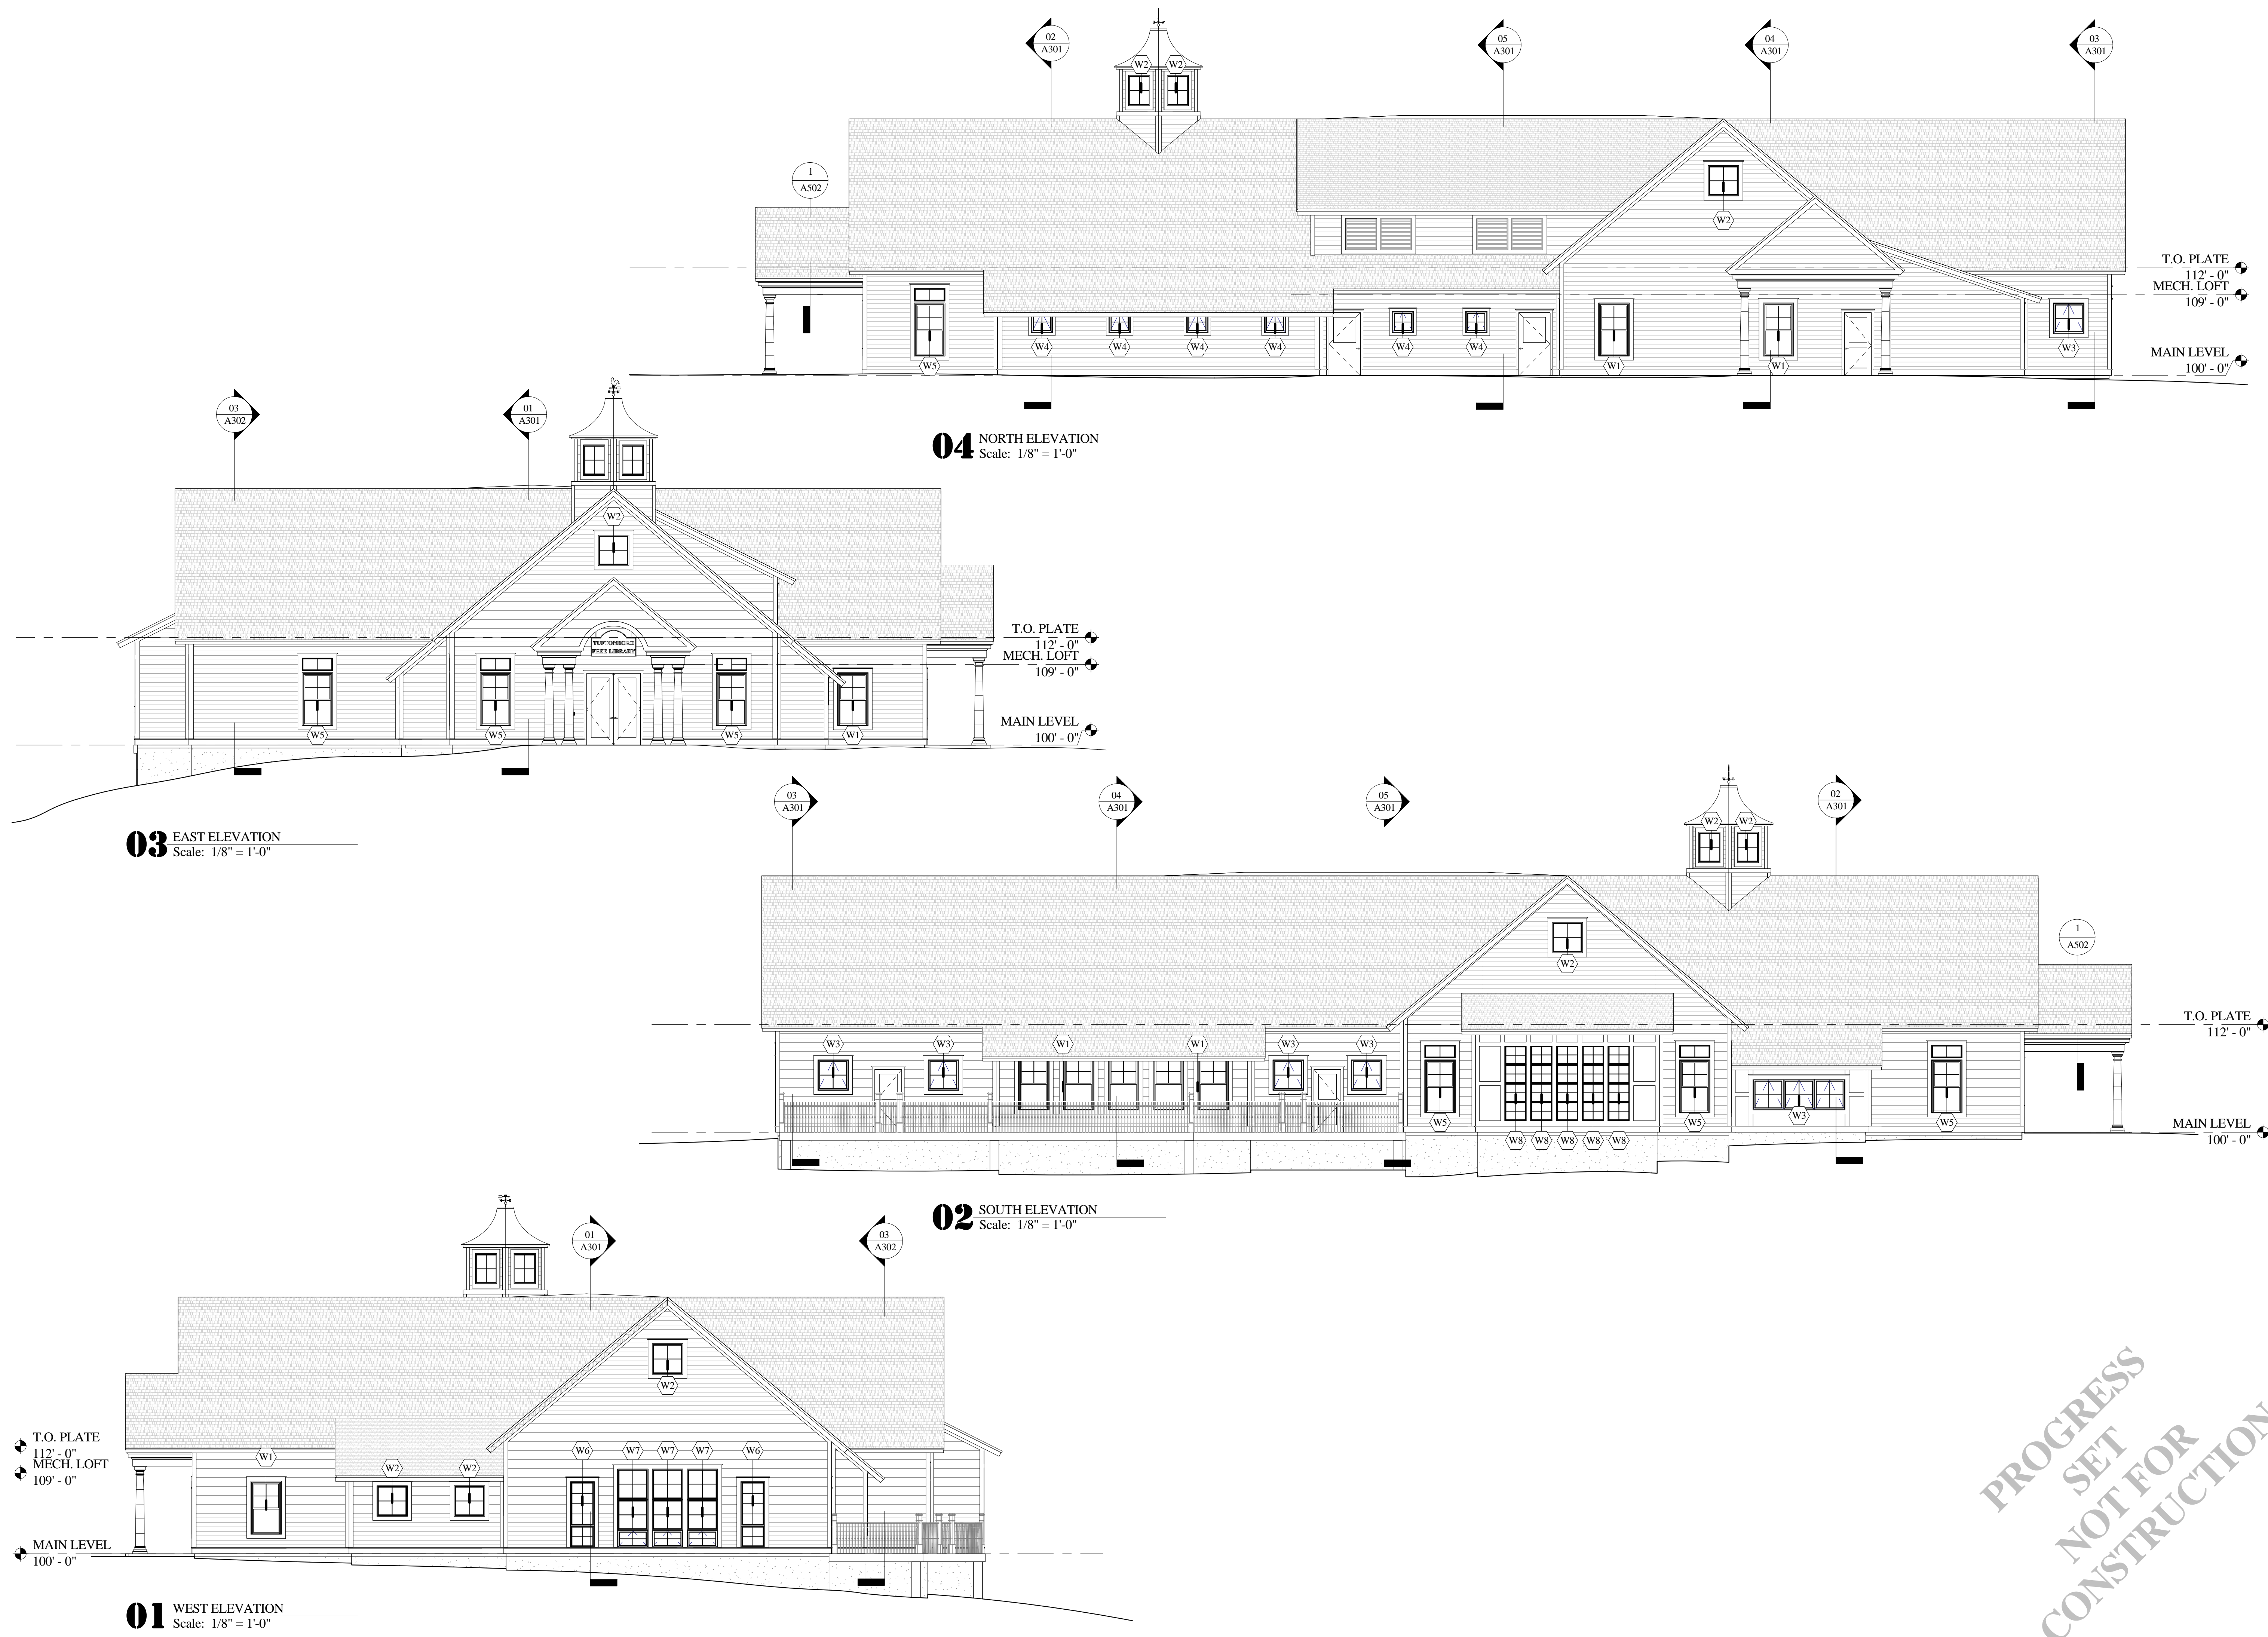 02
A301
05
A301
04
A301
03
A301
W2
W2
1
A502
W2
T.O. PLATE
112' - 0"
MECH. LOFT
109' - 0"
W4
W4
W4
W4
W4
W4
W3
W5
W1
W1
MAIN LEVEL
100' - 0"
04
NORTH ELEVATION
Scale: 1/8" = 1'-0"
03
A302
01
A301
W2
TUFTONBORO
FREE LIBRARY
T.O. PLATE
112' - 0"
MECH. LOFT
109' - 0"
W5
W5
W5
W1
MAIN LEVEL
100' - 0"
03
EAST ELEVATION
Scale: 1/8" = 1'-0"
03
A301
04
A301
05
A301
02
A301
W2
W2
1
A502
W2
T.O. PLATE
112' - 0"
W3
W3
W1
W1
W3
W3
W3
W5
W5
W5
W8
W8
W8
W8
W8
MAIN LEVEL
100' - 0"
02
SOUTH ELEVATION
Scale: 1/8" = 1'-0"
01
A301
03
A302
W2
T.O. PLATE
112' - 0"
MECH. LOFT
109' - 0"
W1
W2
W2
W6
W7
W7
W7
W6
MAIN LEVEL
100' - 0"
01
WEST ELEVATION
Scale: 1/8" = 1'-0"
PROGRESS
SET
NOT FOR
CONSTRUCTION